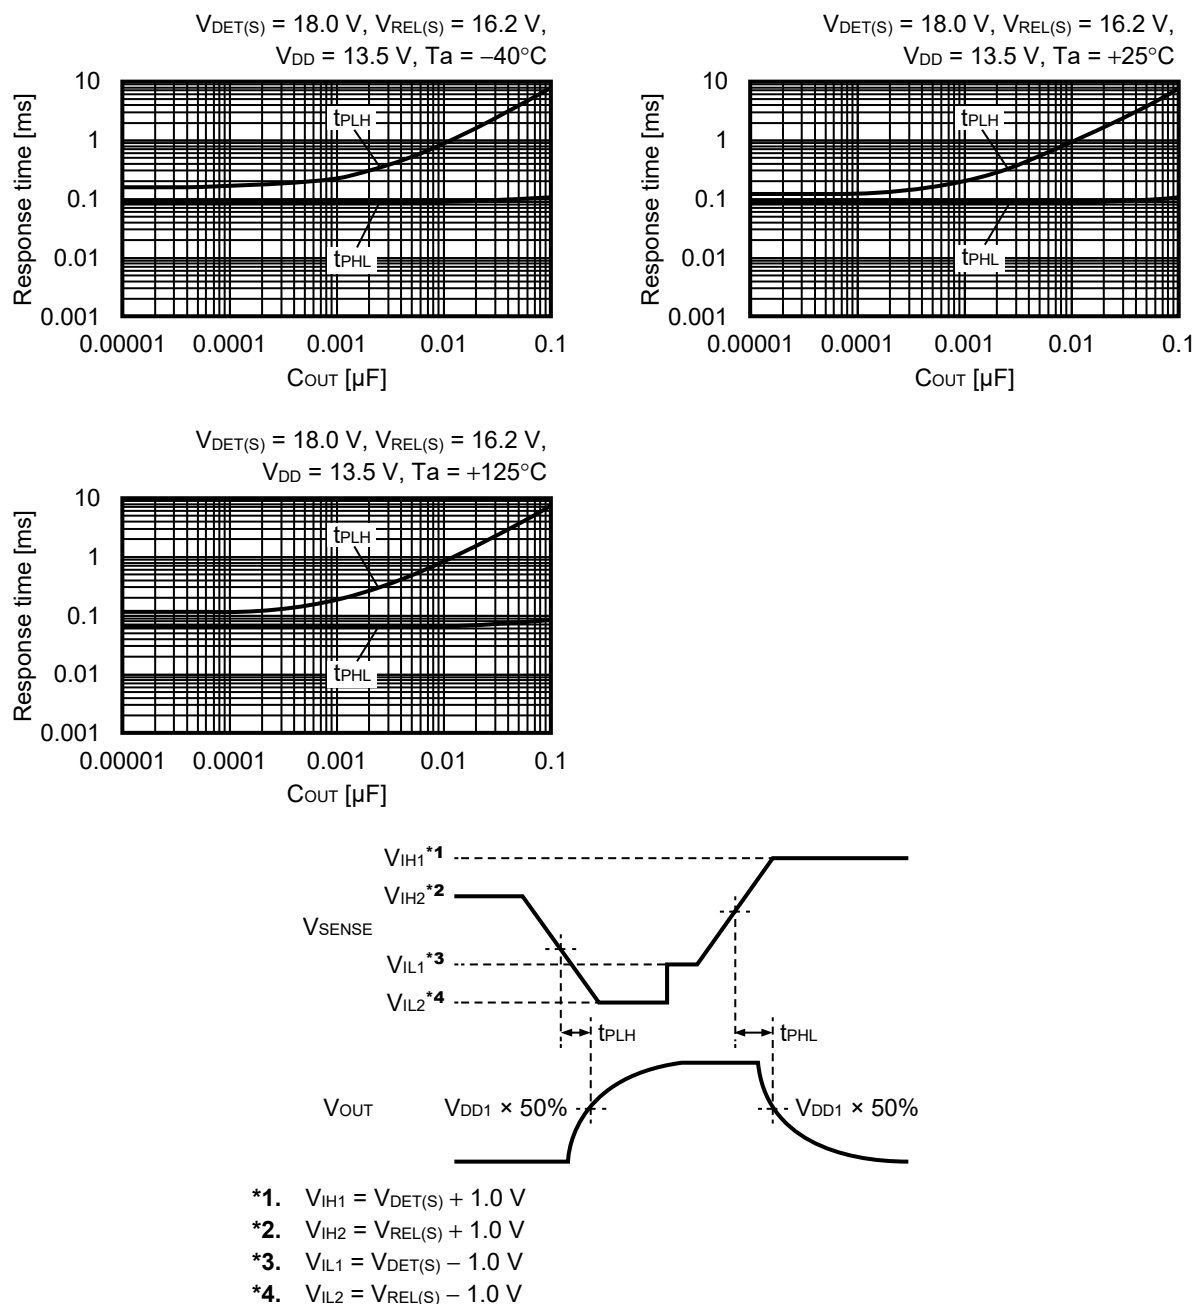 VDET(S) = 18.0 V, VREL(S) = 16.2 V,
VDD = 13.5 V, Ta = −40°C
Response time [ms]
10
1
0.1
0.01
0.001
tPLH
tPHL
0.00001 0.0001 0.001 0.01 0.1
COUT [µF]
VDET(S) = 18.0 V, VREL(S) = 16.2 V,
VDD = 13.5 V, Ta = +25°C
Response time [ms]
10
1
0.1
0.01
0.001
tPLH
tPHL
0.00001 0.0001 0.001 0.01 0.1
COUT [µF]
VDET(S) = 18.0 V, VREL(S) = 16.2 V,
VDD = 13.5 V, Ta = +125°C
Response time [ms]
10
1
0.1
0.01
0.001
tPLH
tPHL
0.00001 0.0001 0.001 0.01 0.1
COUT [µF]
VIH1*1
VIH2*2
VSENSE
VIL1*3
VIL2*4
tPLH tPHL
VOUT VDD1 × 50% VDD1 × 50%
*1. VIH1 = VDET(S) + 1.0 V
*2. VIH2 = VREL(S) + 1.0 V
*3. VIL1 = VDET(S) − 1.0 V
*4. VIL2 = VREL(S) − 1.0 V